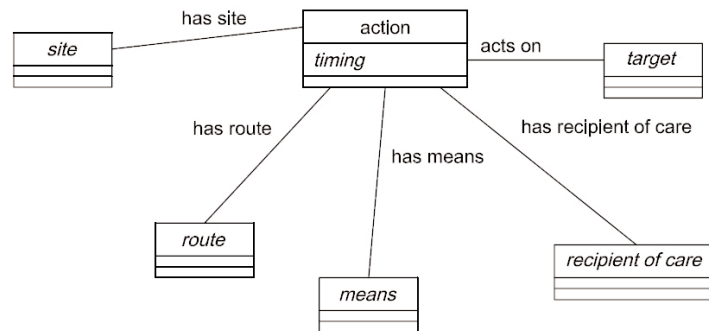 has site
action
site
timing
acts on
target
has route
has recipient of care
has means
route
recipient of care
means